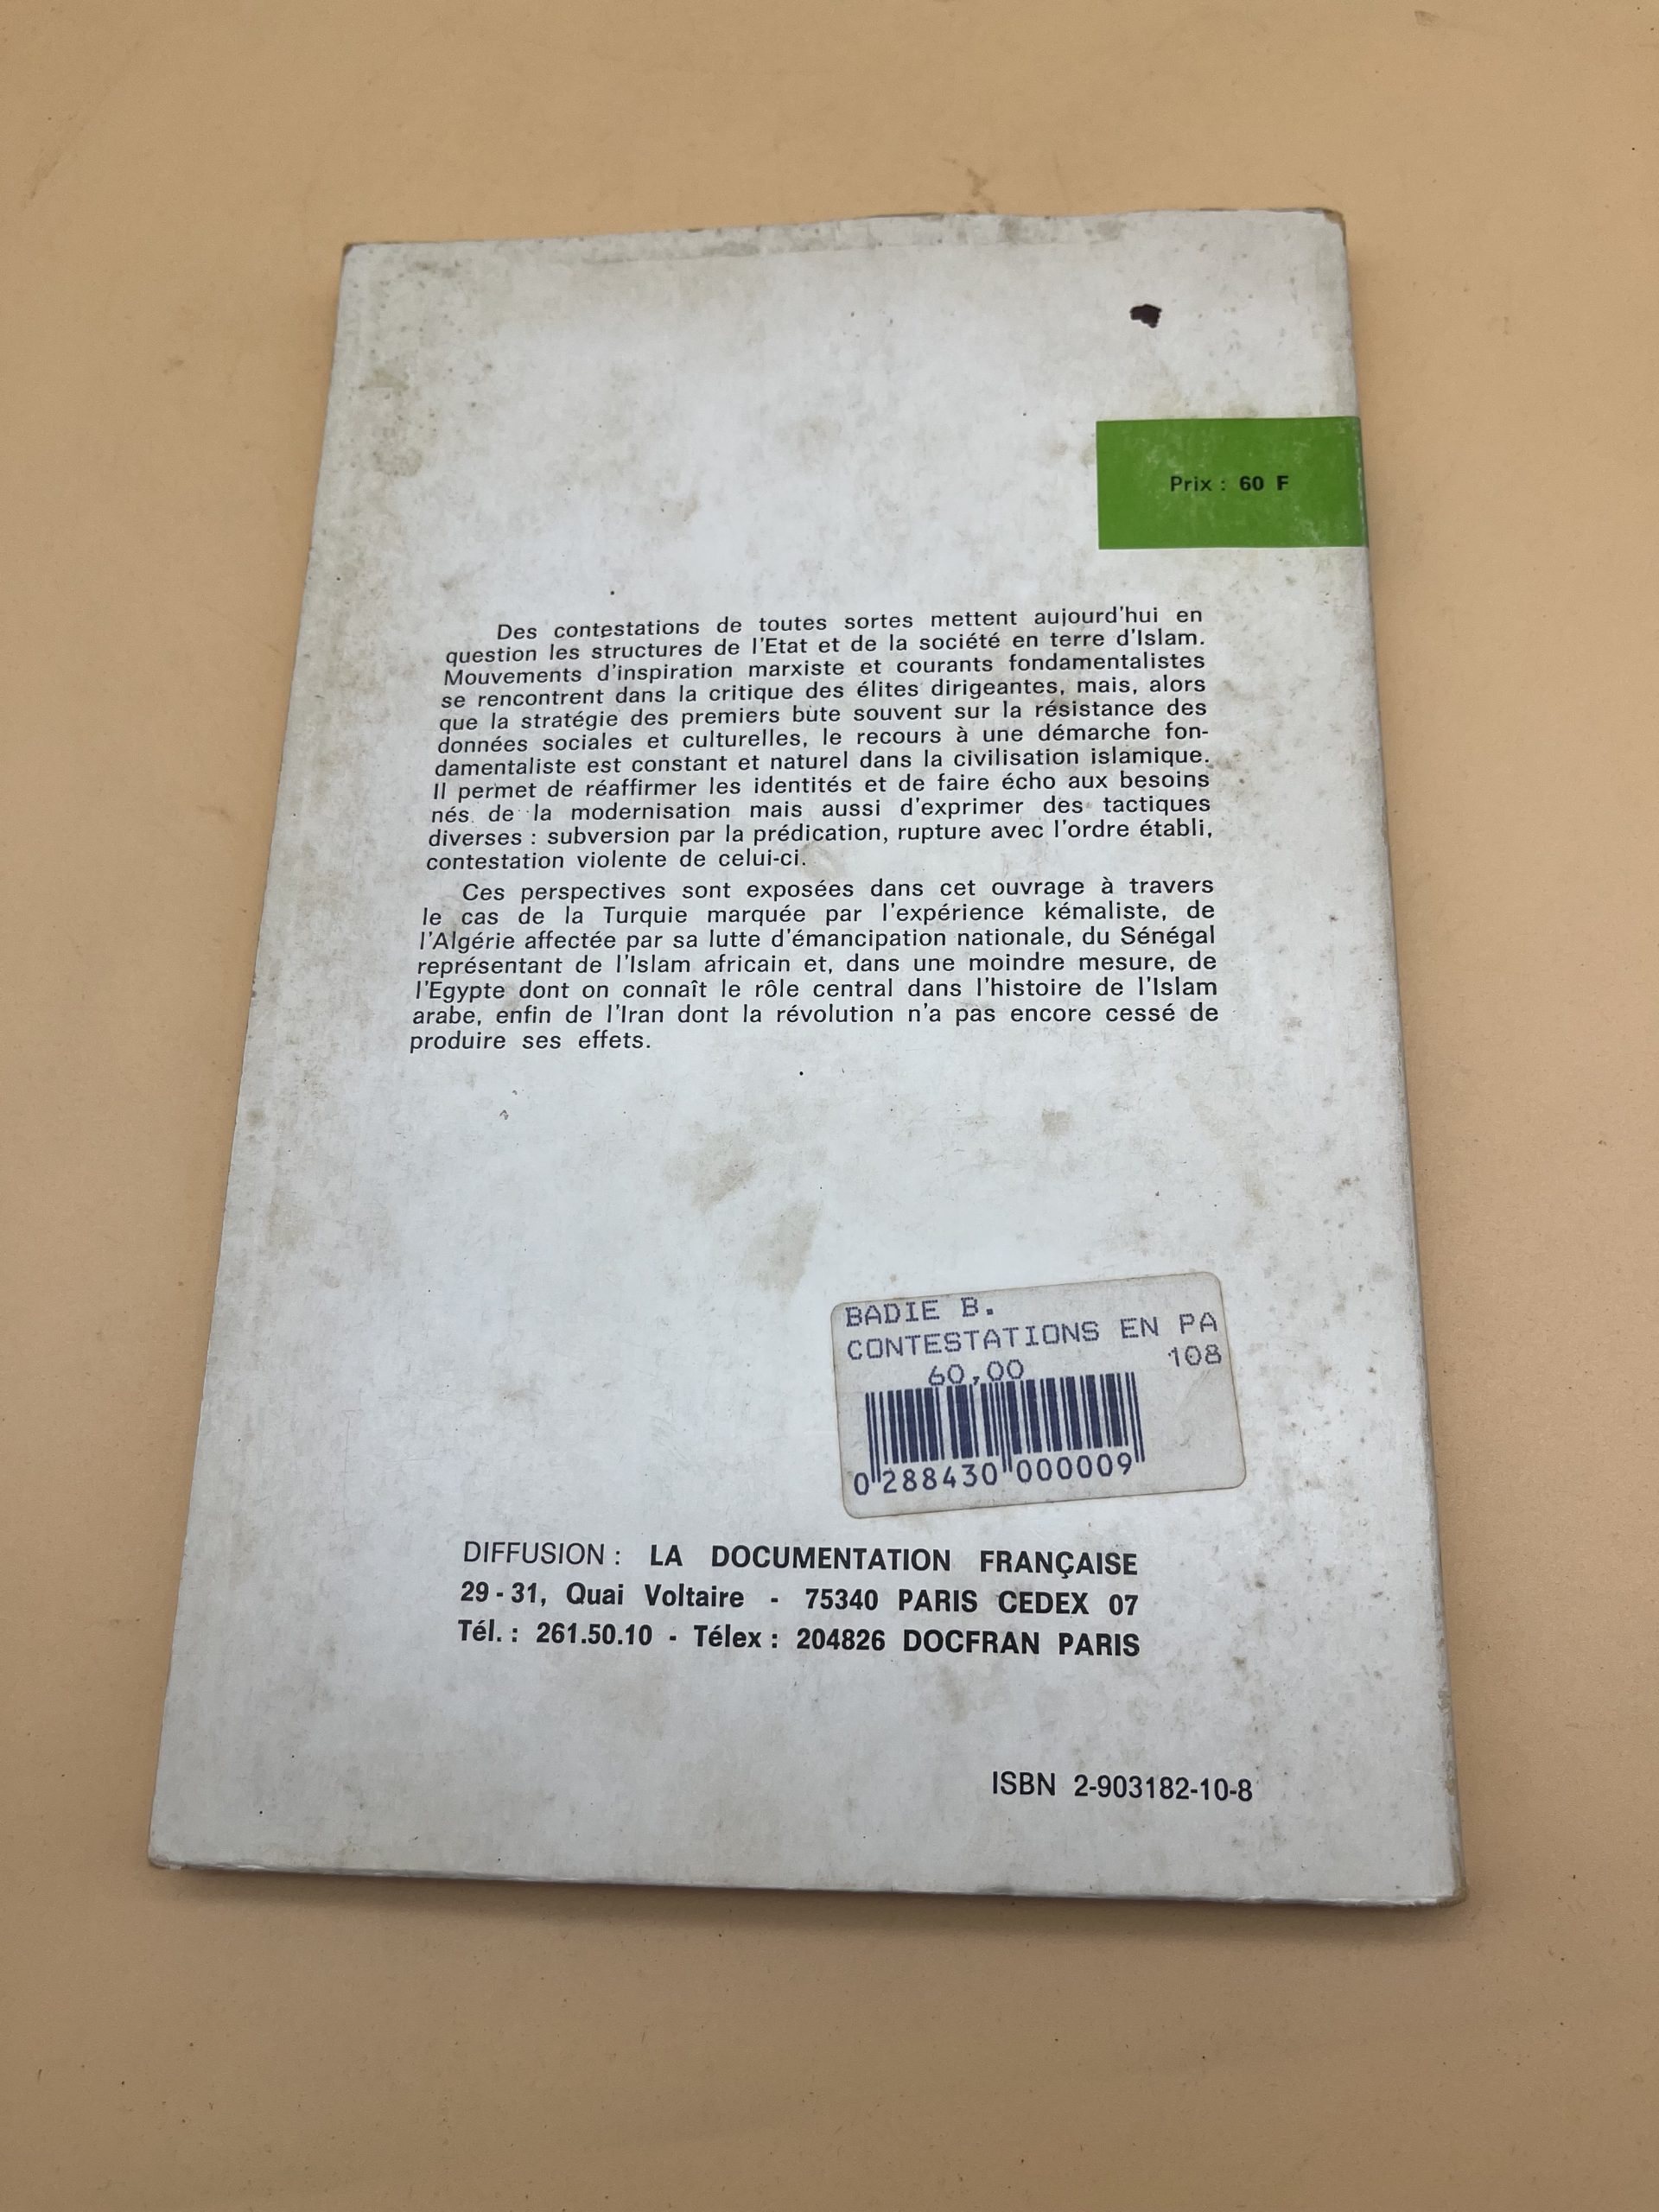 Prix : 60 F
Des contestations de toutes sortes mettent aujourd'hui en
question les structures de l'Etat et de la société en terre d'Islam.
Mouvements d'inspiration marxiste et courants fondamentalistes
se rencontrent dans la critique des élites dirigeantes, mais, alors
que la stratégie des premiers bute souvent sur la résistance des
données sociales et culturelles, le recours à une démarche fon-
damentaliste est constant et naturel dans la civilisation islamique.
Il permet de réaffirmer les identités et de faire écho aux besoins
nés de la modernisation mais aussi d'exprimer des tactiques
diverses : subversion par la prédication, rupture avec l'ordre établi,
contestation violente de celui-ci.
Ces perspectives sont exposées dans cet ouvrage à travers
le cas de la Turquie marquée par l'expérience kémaliste, de
l'Algérie affectée par sa lutte d'émancipation nationale, du Sénégal
représentant de l'Islam africain et, dans une moindre mesure, de
l'Egypte dont on connaît le rôle central dans l'histoire de l'Islam
arabe, enfin de l'Iran dont la révolution n'a pas encore cessé de
produire ses effets.
BADIE B.
CONTESTATIONS EN PA
60,00 108
0 288430 000009
DIFFUSION : LA DOCUMENTATION FRANÇAISE
29 - 31, Quai Voltaire - 75340 PARIS CEDEX 07
Tél. : 261.50.10 - Télex : 204826 DOCFRAN PARIS
ISBN 2-903182-10-8